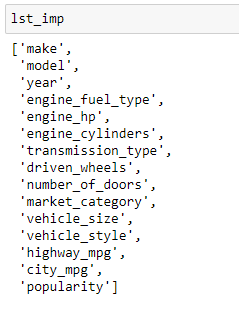 lst_imp
['make',
'model',
'year',
'engine_fuel_type',
'engine_hp',
'engine_cylinders',
'transmission_type',
'driven_wheels',
'number_of_doors',
'market_category',
'vehicle_size',
'vehicle_style',
'highway_mpg',
'city_mpg',
'popularity']